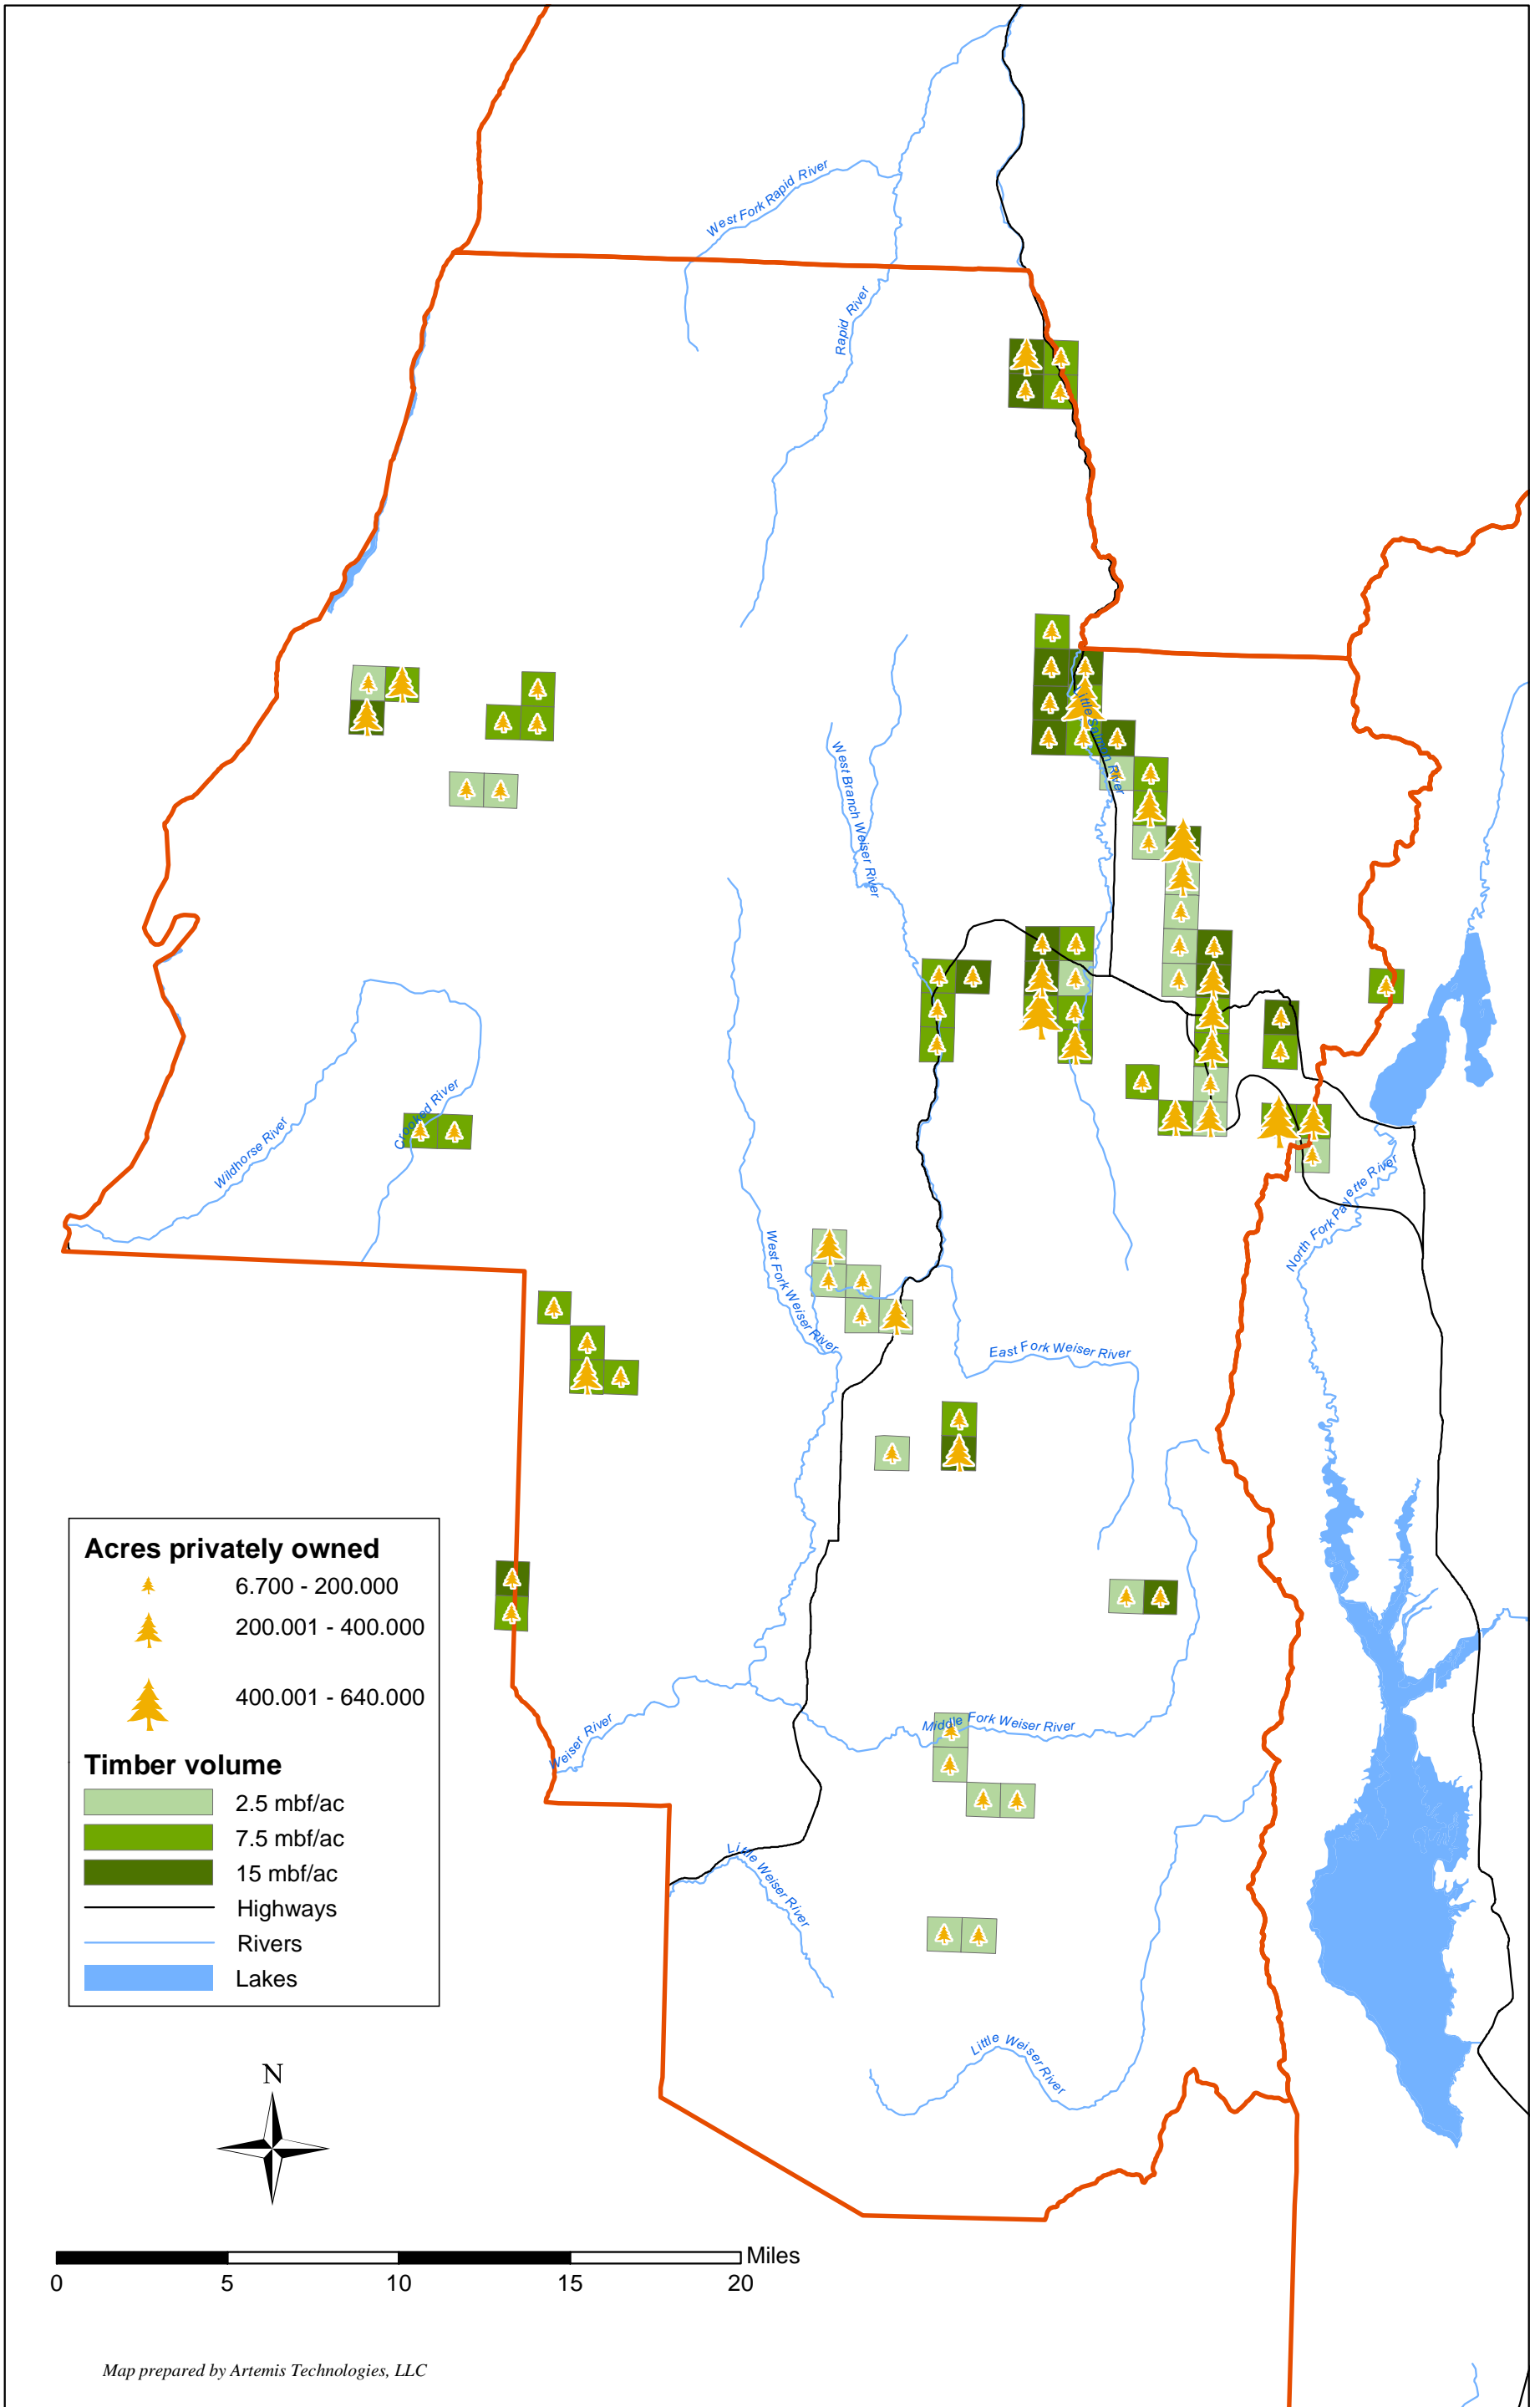 West Fork Rapid River
Rapid River
Little Salmon River
West Branch Weiser River
Crooked River
Wildhorse River
North Fork Payette River
West Fork Weiser River
East Fork Weiser River
Acres privately owned
6.700 - 200.000
200.001 - 400.000
400.001 - 640.000
Timber volume
2.5 mbf/ac
7.5 mbf/ac
15 mbf/ac
Highways
Rivers
Lakes
Weiser River
Middle Fork Weiser River
Little Weiser River
Little Weiser River
N
Miles
0 5 10 15 20
Map prepared by Artemis Technologies, LLC